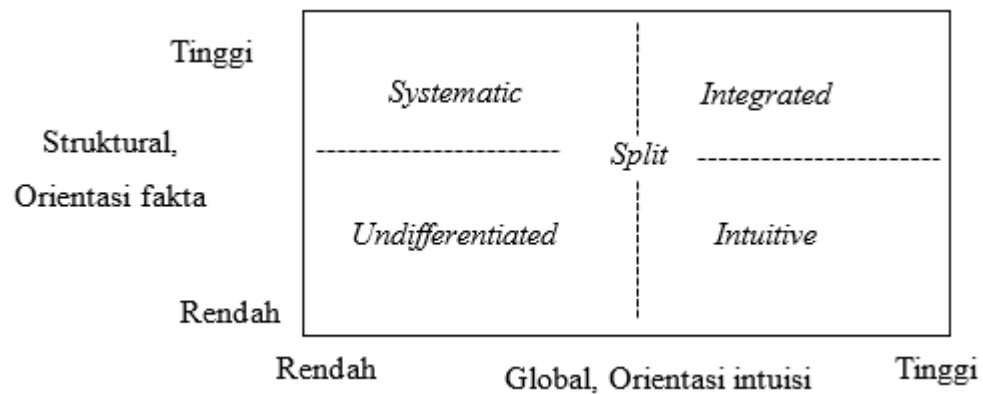 Tinggi
Systematic
Integrated
Struktural,
Split
Orientasi fakta
Undifferentiated
Intuitive
Rendah
Rendah
Global, Orientasi intuisi
Tinggi